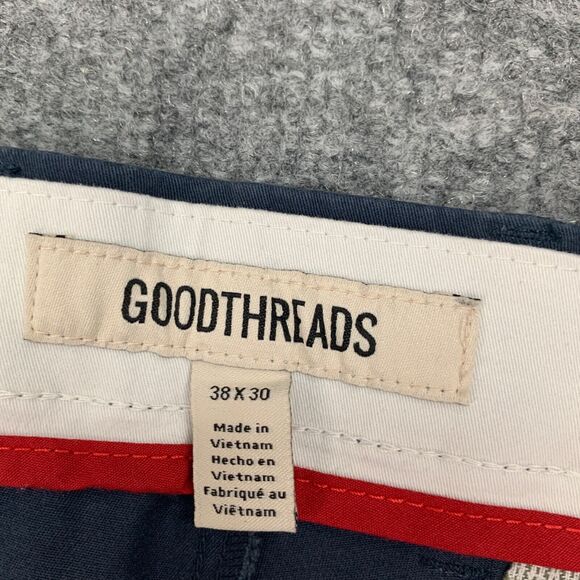 GOODTHREADS
38 X 30
Made in
Vietnam
Hecho en
Vietnam
Fabriqué au
Viêtnam